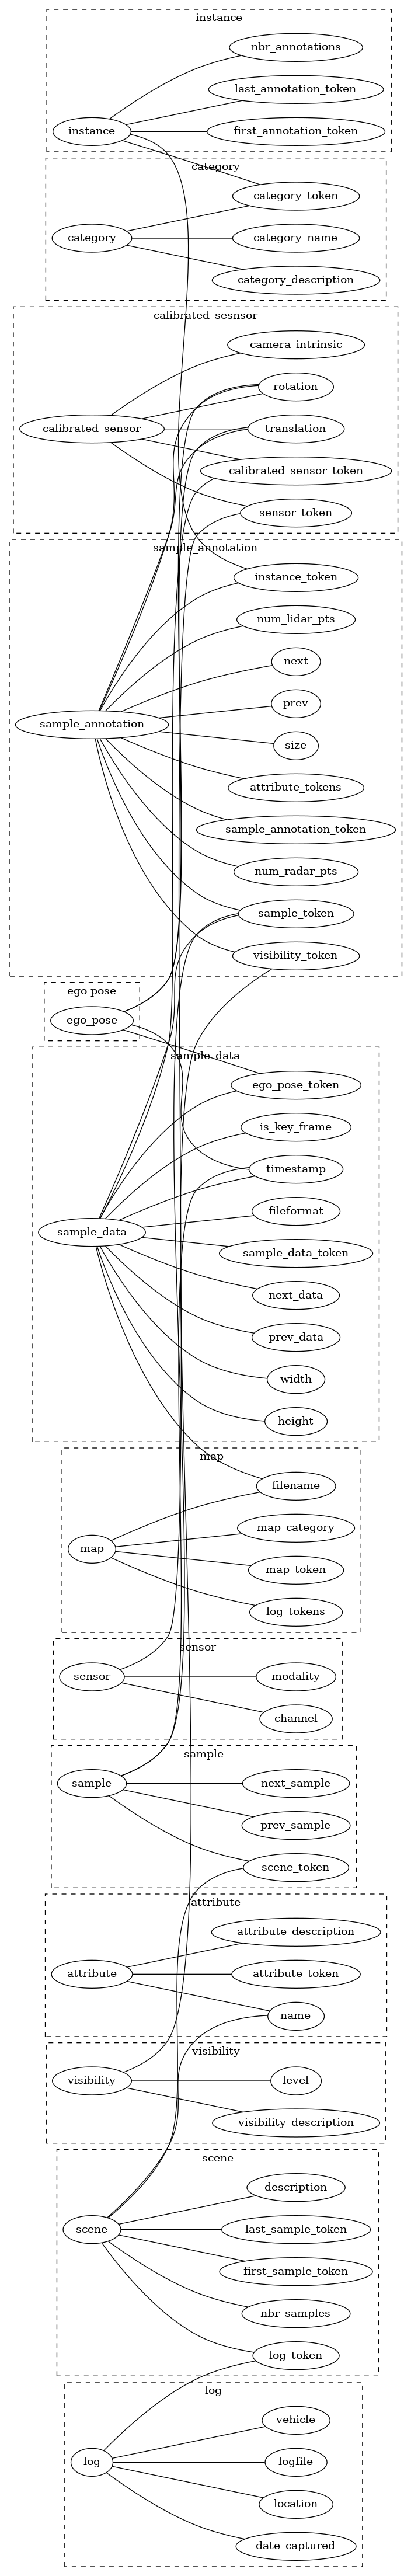 instance
nbr_annotations
last_annotation_token
instance
first_annotation_token
category
category_token
category
category_name
category_description
calibrated_sesnsor
camera_intrinsic
rotation
calibrated_sensor
translation
calibrated_sensor_token
sensor_token
sample_annotation
instance_token
num_lidar_pts
next
prev
sample_annotation
size
attribute_tokens
sample_annotation_token
num_radar_pts
sample_token
visibility_token
ego pose
ego_pose
sample_data
ego_pose_token
is_key_frame
timestamp
fileformat
sample_data
sample_data_token
next_data
prev_data
width
height
map
filename
map_category
map
map_token
log_tokens
sensor
sensor
modality
channel
sample
sample
next_sample
prev_sample
scene_token
attribute
attribute_description
attribute
attribute_token
name
visibility
visibility
level
visibility_description
scene
description
scene
last_sample_token
first_sample_token
nbr_samples
log_token
log
vehicle
log
logfile
location
date_captured